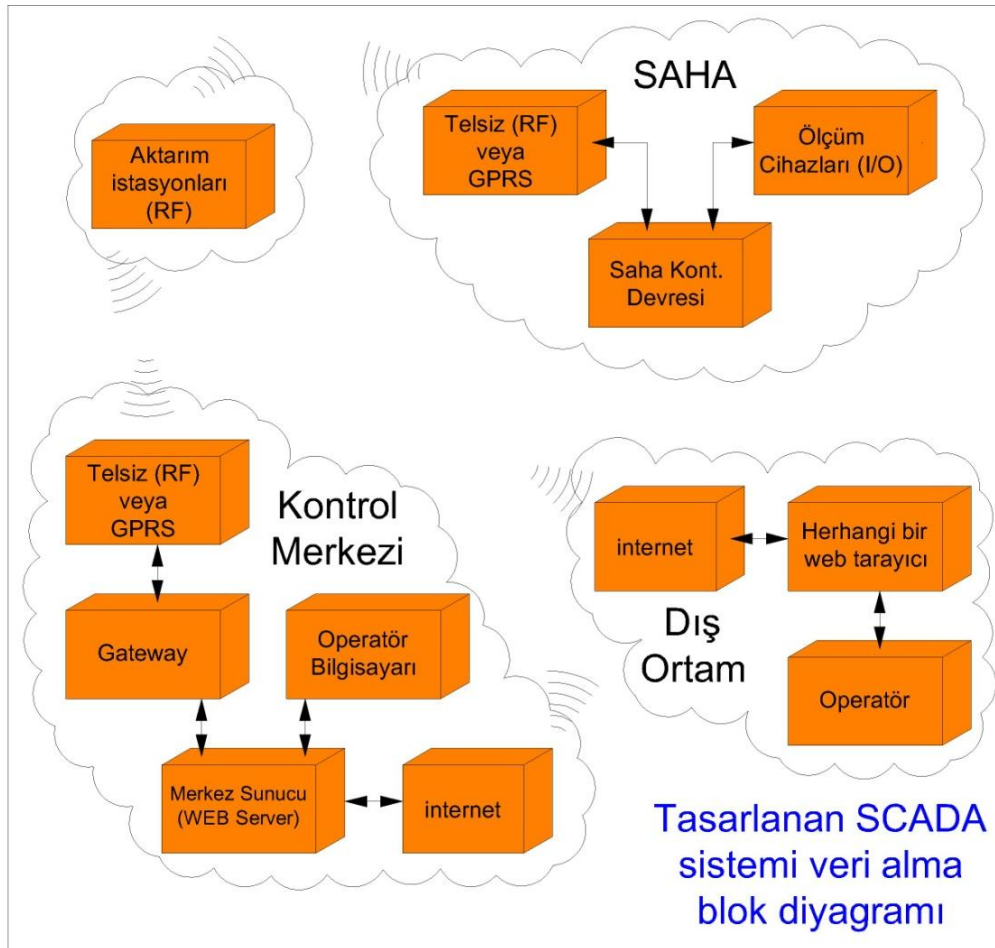 Aktarım
istasyonları
(RF)
SAHA
Telsiz (RF)
veya
GPRS
Ölçüm
Cihazları (I/O)
Saha Kont.
Devresi
Kontrol
Merkezi
Telsiz (RF)
veya
GPRS
Gateway
Operatör
Bilgisayarı
Merkez Sunucu
(WEB Server)
internet
internet
Herhangi bir
web tarayıcı
Dış
Ortam
Operatör
Tasarlanan SCADA
sistemi veri alma
blok diyagramı